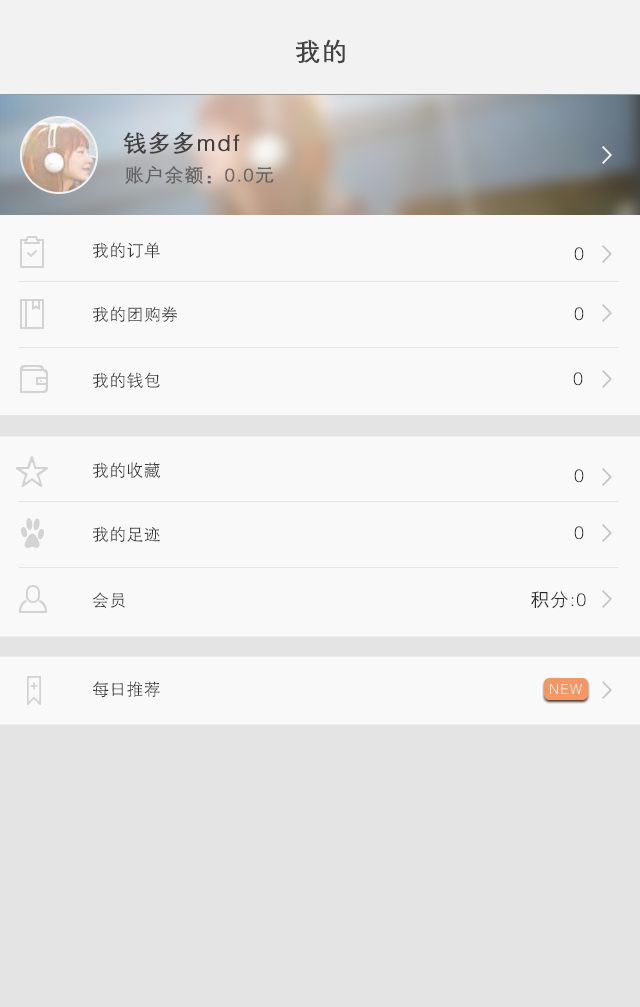 我的
钱多多mdf
账户余额：0.0元
我的订单 0
我的团购券 0
我的钱包 0
我的收藏 0
我的足迹 0
会员 积分:0
每日推荐 NEW